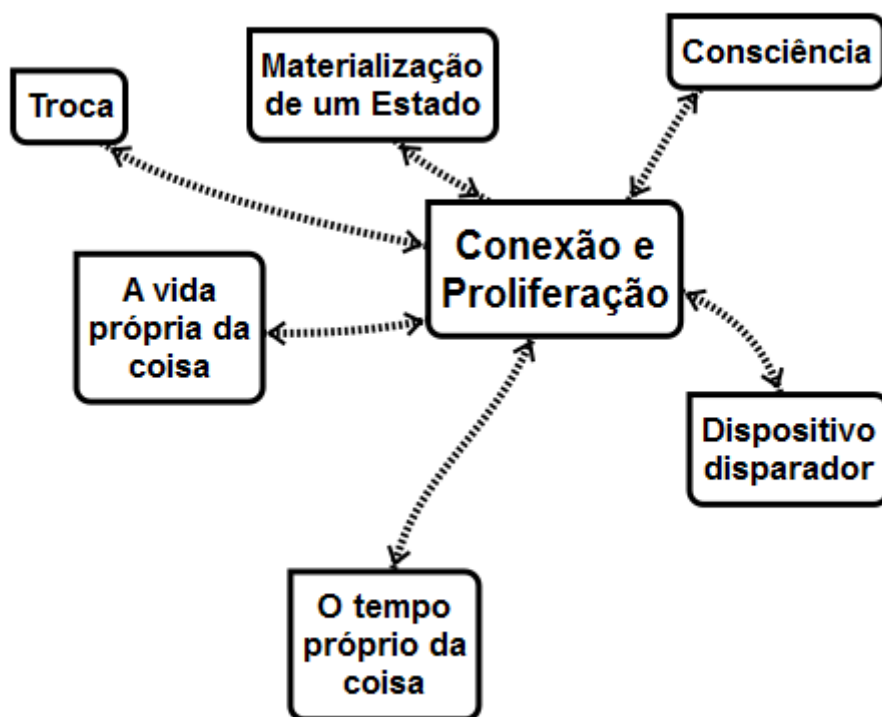 Troca
Materialização
de um Estado
Consciência
Conexão e
Proliferação
A vida
própria da
coisa
Dispositivo
disparador
O tempo
próprio da
coisa